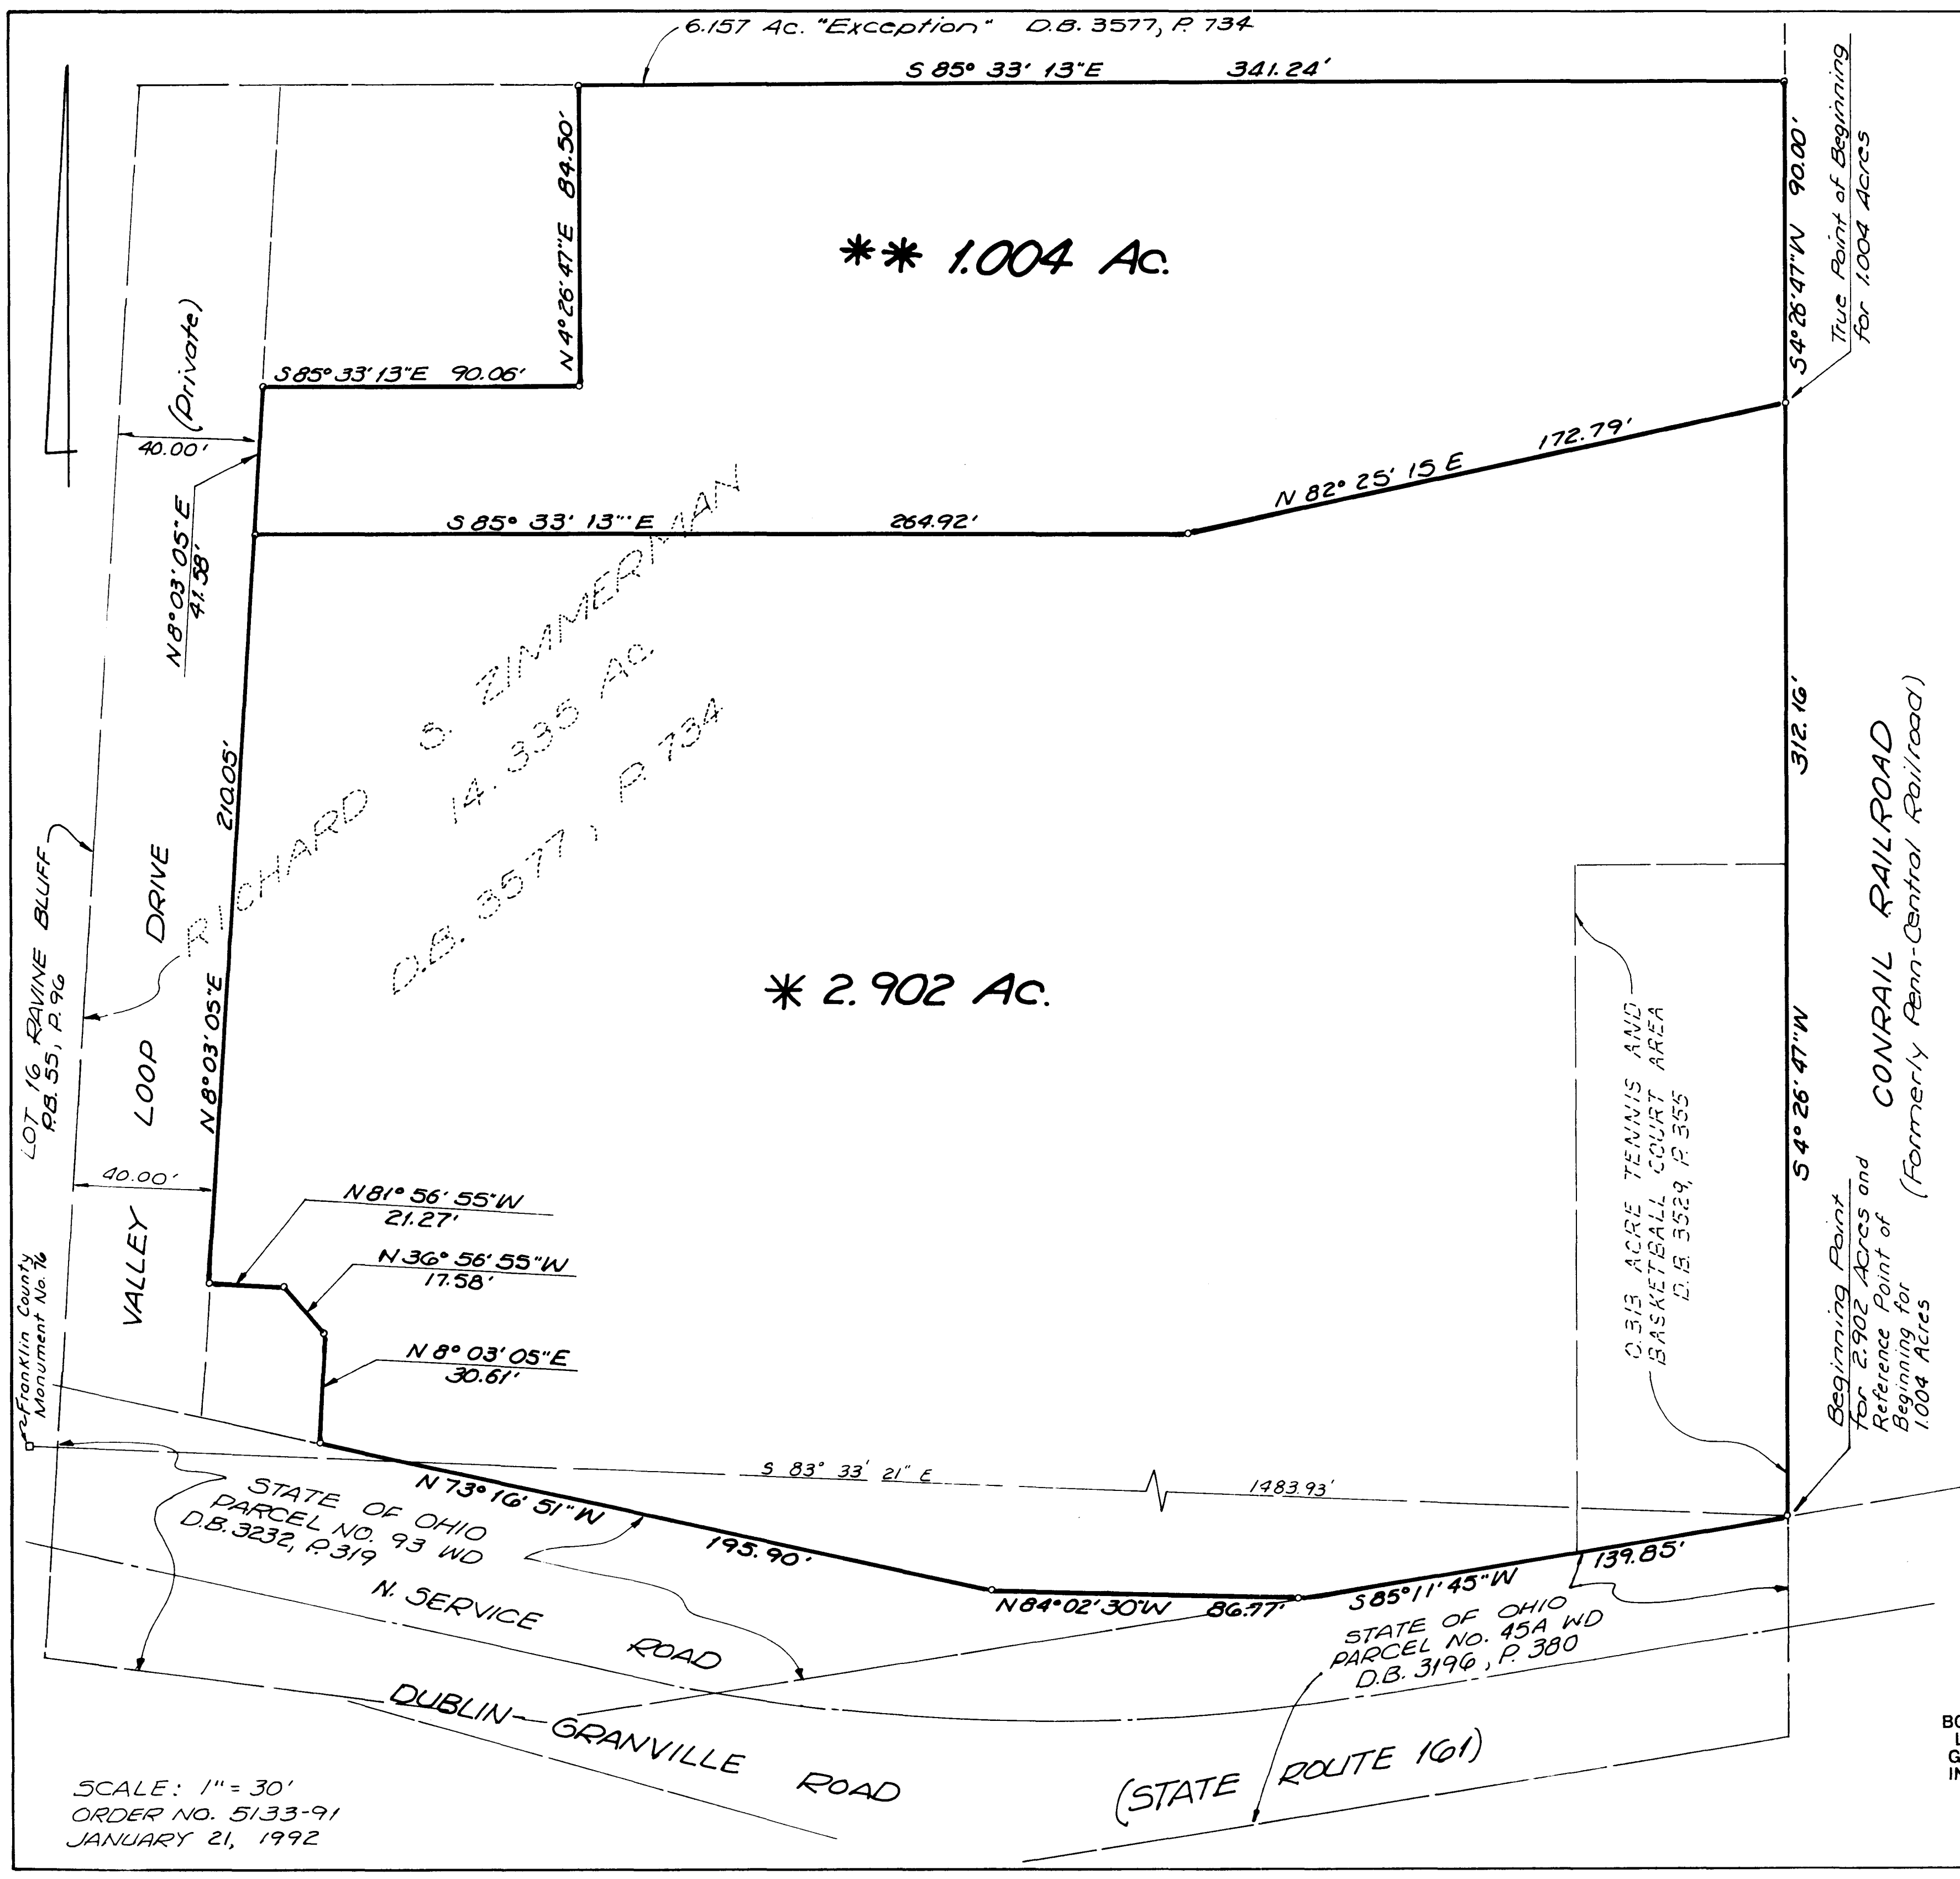 6.157 Ac. "Exception" D.B. 3577, P. 734
S 85° 33' 13"E 341.24'
N 4° 26' 47"E 84.50'
** 1.004 Ac.
S 4° 26' 47"W 90.00'
True Point of Beginning
for 1.004 Acres
(Private)
S 85° 33' 13"E 90.06'
40.00'
N 8° 03' 05"E
41.58'
N 82° 25' 15 E 172.79'
S 85° 33' 13" E 264.92'
RICHARD S. ZIMMERMAN
14.335 Ac.
D.B. 3577, P. 734
N 8° 03' 05"E 210.05'
VALLEY LOOP DRIVE
LOT 16 RAVINE BLUFF
P.B. 55, P. 96
* 2.902 Ac.
S 4° 26' 47"W 312.16'
CONRAIL RAILROAD
(Formerly Penn-Central Railroad)
0.313 ACRE TENNIS AND
BASKETBALL COURT AREA
D.B. 3529, P. 355
Beginning Point
for 2.902 Acres and
Reference Point of
Beginning for
1.004 Acres
40.00'
N 81° 56' 55"W
21.27'
N 36° 56' 55"W
17.58'
N 8° 03' 05"E
30.61'
Franklin County
Monument No. 76
S 83° 33' 21" E 1483.93'
N 73° 16' 51" W 195.90'
N 84° 02' 30"W 86.77'
S 85° 11' 45"W 139.85'
STATE OF OHIO
PARCEL NO. 93 WD
D.B. 3232, P. 319
STATE OF OHIO
PARCEL No. 45A WD
D.B. 3196, P. 380
N. SERVICE ROAD
DUBLIN-GRANVILLE ROAD
(STATE ROUTE 161)
SCALE: 1" = 30'
ORDER NO. 5133-91
JANUARY 21, 1992